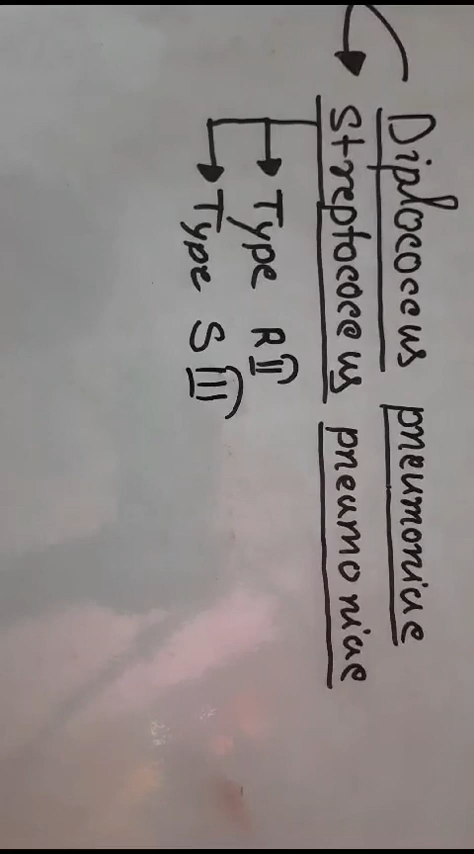 Diplococcus pneumoniae
Streptococcus pneumoniae
Type R II
Type S III